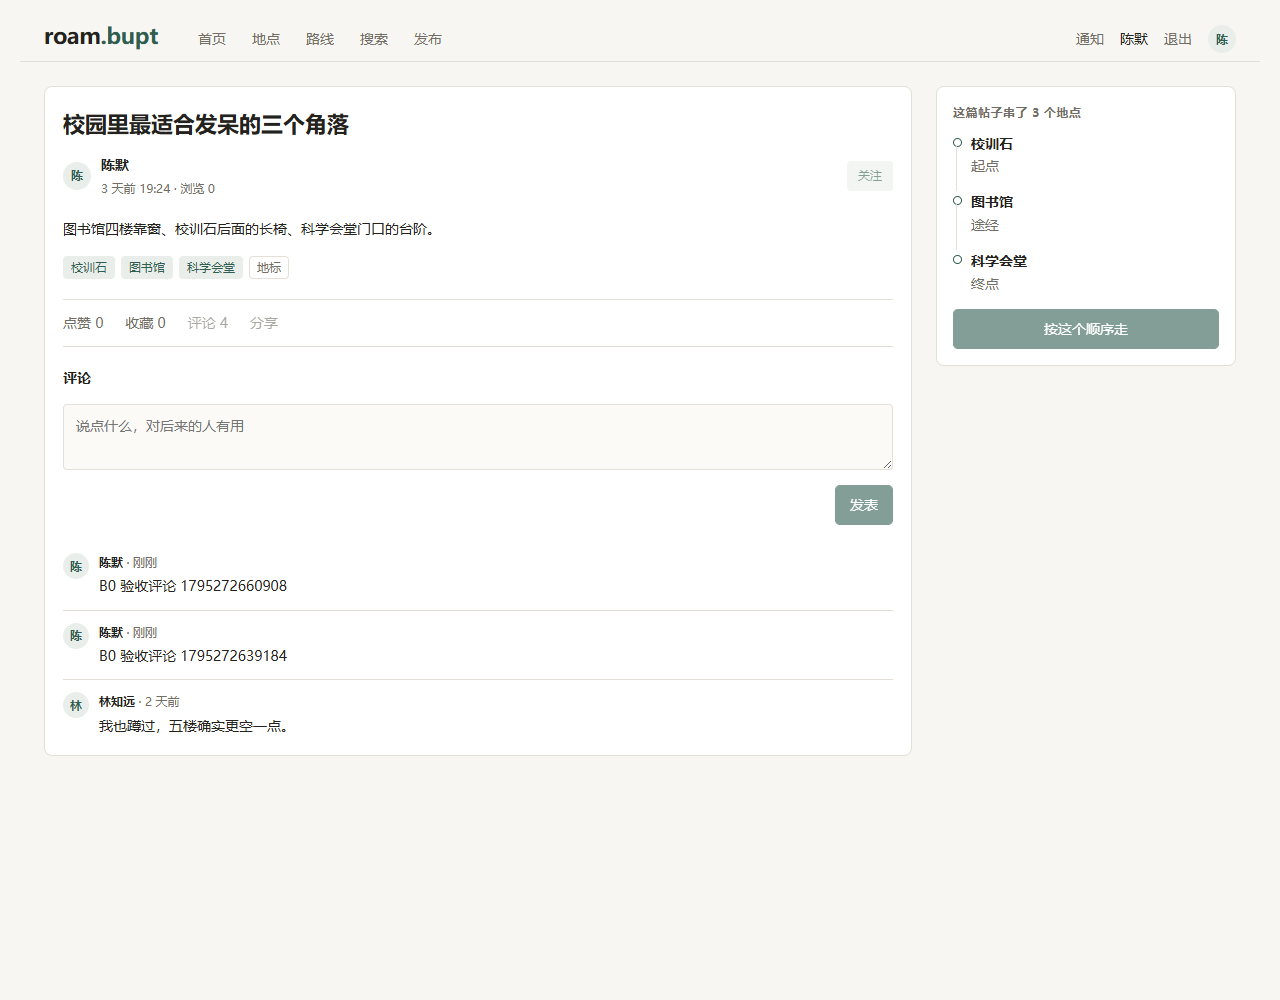 roam.bupt 首页 地点 路线 搜索 发布 通知 陈默 退出 陈
校园里最适合发呆的三个角落
陈 陈默
3 天前 19:24 · 浏览 0
关注
图书馆四楼靠窗、校训石后面的长椅、科学会堂门口的台阶。
校训石 图书馆 科学会堂 地标
点赞 0 收藏 0 评论 4 分享
评论
说点什么，对后来的人有用
发表
陈 陈默 · 刚刚
B0 验收评论 1795272660908
陈 陈默 · 刚刚
B0 验收评论 1795272639184
林 林知远 · 2 天前
我也蹲过，五楼确实更空一点。
这篇帖子串了 3 个地点
校训石
起点
图书馆
途经
科学会堂
终点
按这个顺序走